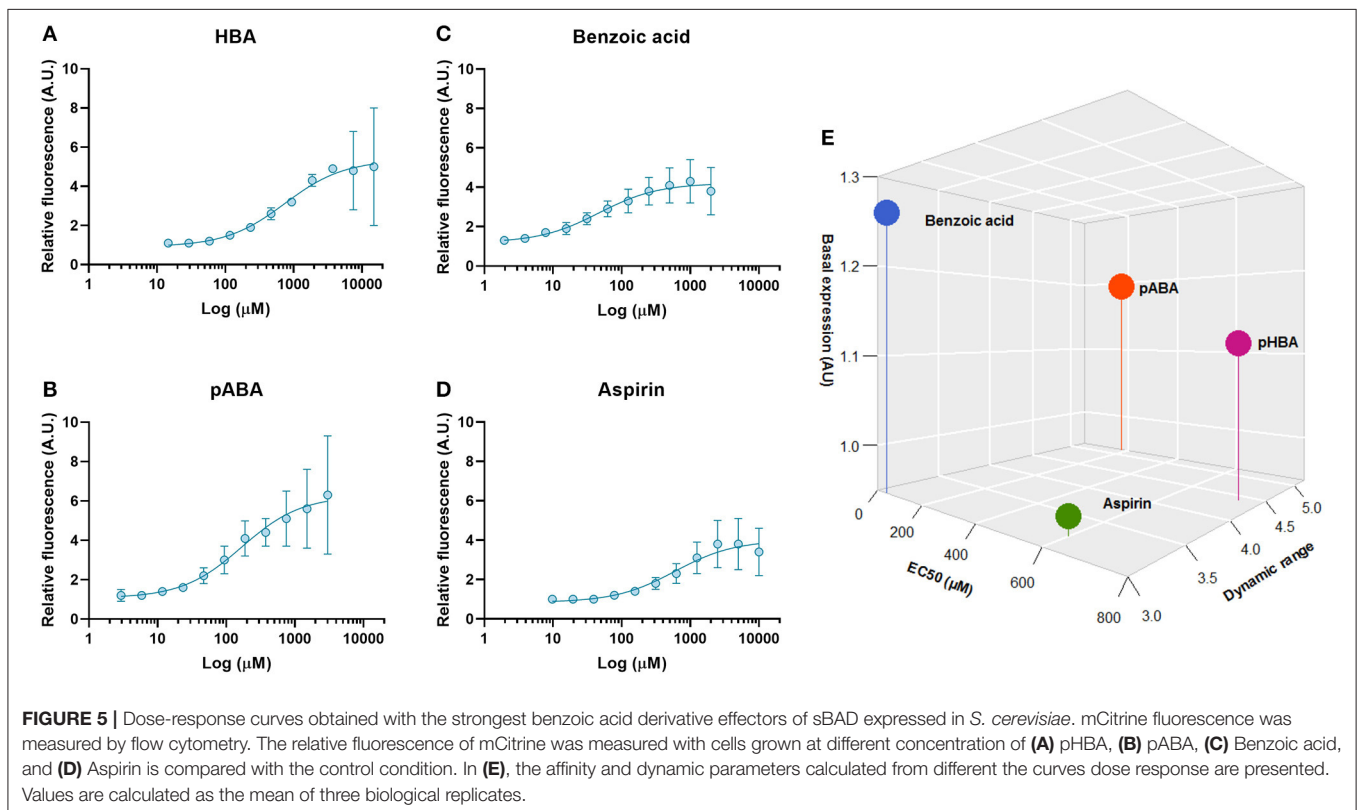 A
HBA
Relative fluorescence (A.U.)
10
8
6
4
2
0
1
10
100
1000
10000
Log (µM)
B
pABA
Relative fluorescence (A.U.)
10
8
6
4
2
0
1
10
100
1000
10000
Log (µM)
C
Benzoic acid
Relative fluorescence (A.U.)
10
8
6
4
2
0
1
10
100
1000
10000
Log (µM)
D
Aspirin
Relative fluorescence (A.U.)
10
8
6
4
2
0
1
10
100
1000
10000
Log (µM)
E
1.3
1.2
1.1
1.0
Basal expression (AU)
Benzoic acid
pABA
pHBA
Aspirin
0
200
400
600
800
EC50 (µM)
3.0
3.5
4.0
4.5
5.0
Dynamic range
FIGURE 5 | Dose-response curves obtained with the strongest benzoic acid derivative effectors of sBAD expressed in S. cerevisiae. mCitrine fluorescence was
measured by flow cytometry. The relative fluorescence of mCitrine was measured with cells grown at different concentration of (A) pHBA, (B) pABA, (C) Benzoic acid,
and (D) Aspirin is compared with the control condition. In (E), the affinity and dynamic parameters calculated from different the curves dose response are presented.
Values are calculated as the mean of three biological replicates.